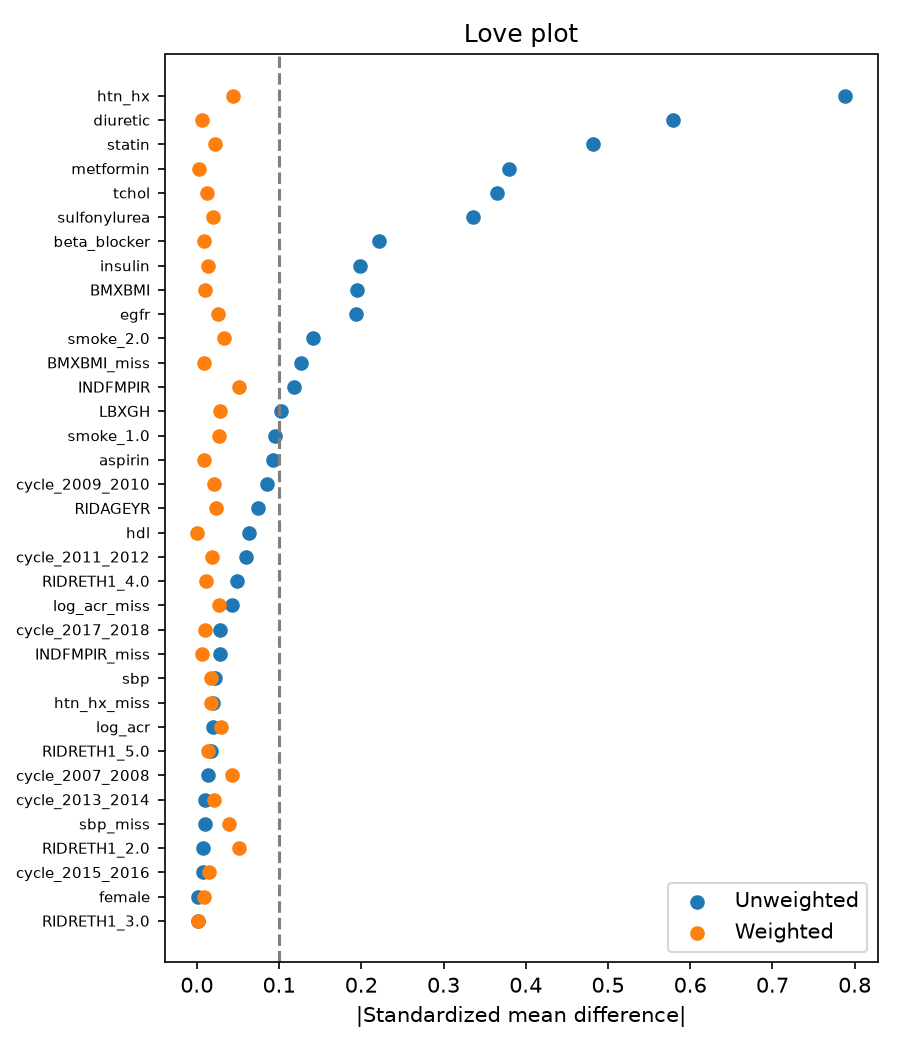 Love plot
htn_hx
diuretic
statin
metformin
tchol
sulfonylurea
beta_blocker
insulin
BMXBMI
egfr
smoke_2.0
BMXBMI_miss
INDFMPIR
LBXGH
smoke_1.0
aspirin
cycle_2009_2010
RIDAGEYR
hdl
cycle_2011_2012
RIDRETH1_4.0
log_acr_miss
cycle_2017_2018
INDFMPIR_miss
sbp
htn_hx_miss
log_acr
RIDRETH1_5.0
cycle_2007_2008
cycle_2013_2014
sbp_miss
RIDRETH1_2.0
cycle_2015_2016
female
RIDRETH1_3.0
Unweighted
Weighted
0.0 0.1 0.2 0.3 0.4 0.5 0.6 0.7 0.8
|Standardized mean difference|